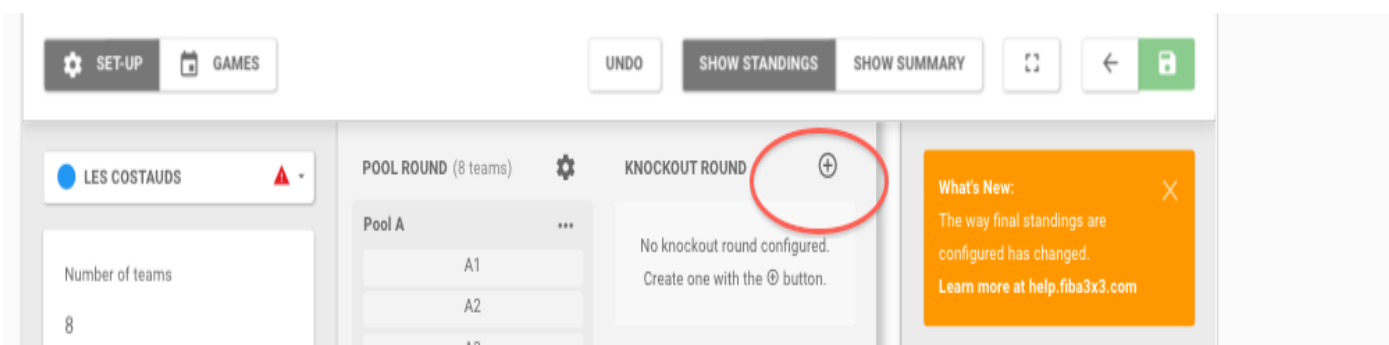 SET-UP GAMES UNDO SHOW STANDINGS SHOW SUMMARY
LES COSTAUDS
Number of teams
8
POOL ROUND (8 teams)
Pool A
A1
A2
KNOCKOUT ROUND
No knockout round configured.
Create one with the ⊕ button.
What's New:
The way final standings are
configured has changed.
Learn more at help.fiba3x3.com